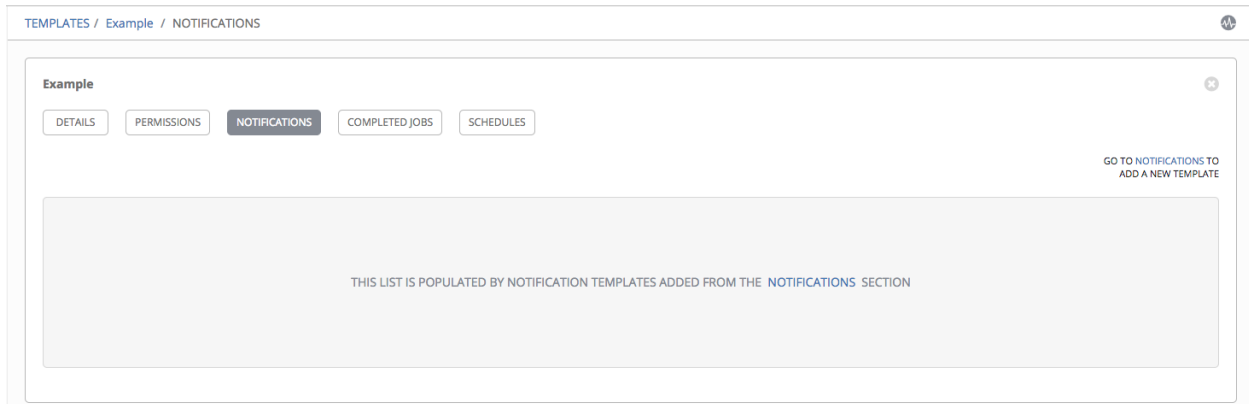 TEMPLATES / Example / NOTIFICATIONS
Example
DETAILS PERMISSIONS NOTIFICATIONS COMPLETED JOBS SCHEDULES
GO TO NOTIFICATIONS TO
ADD A NEW TEMPLATE
THIS LIST IS POPULATED BY NOTIFICATION TEMPLATES ADDED FROM THE NOTIFICATIONS SECTION